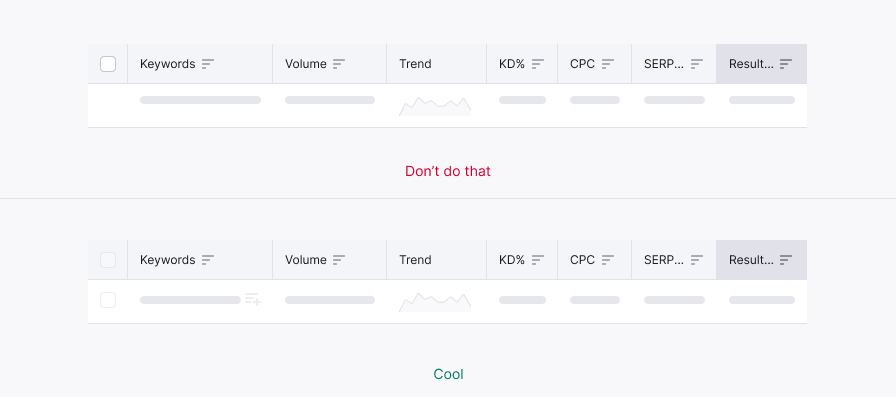 Keywords Volume Trend KD% CPC SERP... Result...
Don't do that
Keywords Volume Trend KD% CPC SERP... Result...
Cool